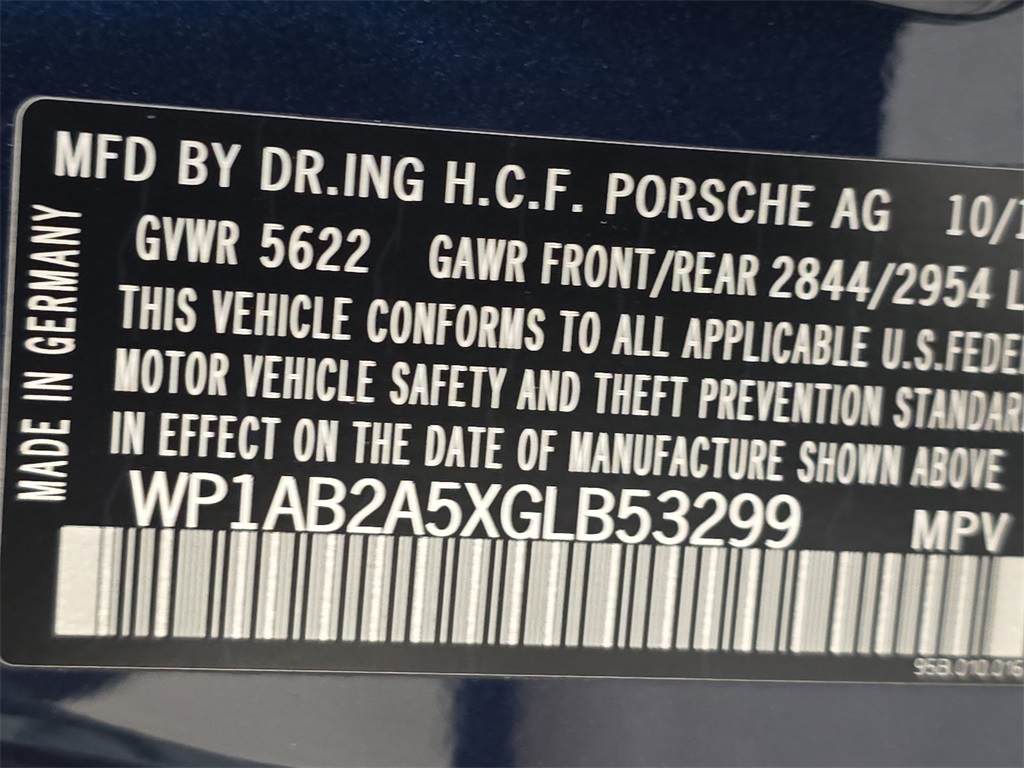 MFD BY DR.ING H.C.F. PORSCHE AG 10/1
GVWR 5622 GAWR FRONT/REAR 2844/2954 L
THIS VEHICLE CONFORMS TO ALL APPLICABLE U.S.FEDE
MOTOR VEHICLE SAFETY AND THEFT PREVENTION STANDAR
IN EFFECT ON THE DATE OF MANUFACTURE SHOWN ABOVE
WP1AB2A5XGLB53299 MPV
95B.010.016
MADE IN GERMANY